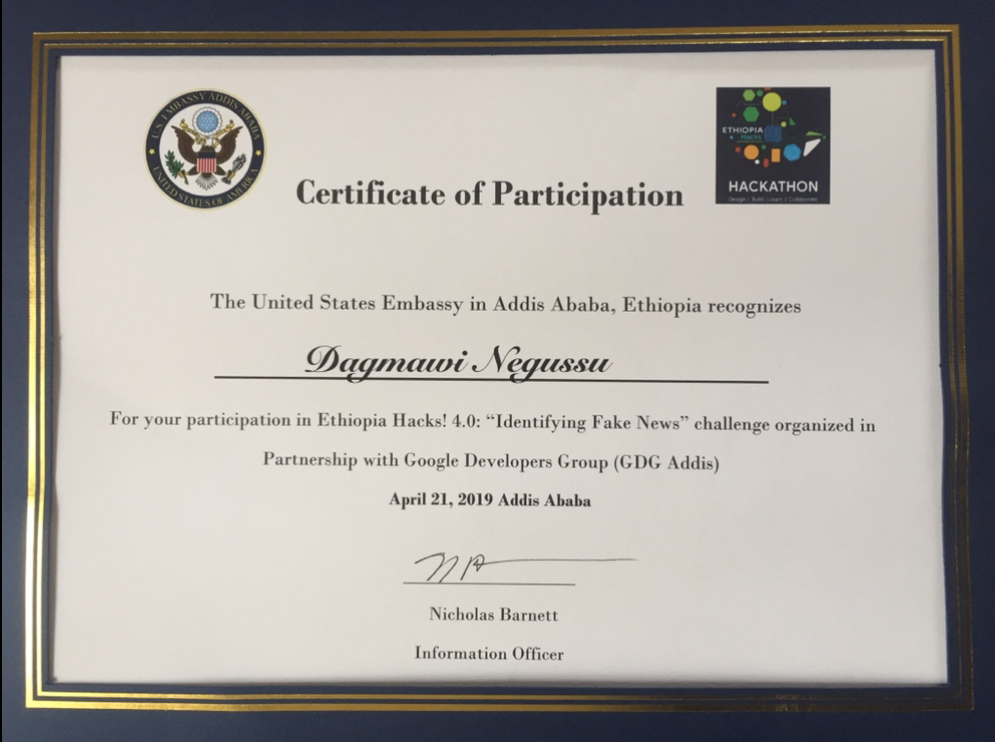 U.S. EMBASSY ADDIS ABABA
UNITED STATES OF AMERICA
ETHIOPIA
HACKS
HACKATHON
Design | Build | Learn | Collaborate
Certificate of Participation
The United States Embassy in Addis Ababa, Ethiopia recognizes
Dagmawi Negussu
For your participation in Ethiopia Hacks! 4.0: “Identifying Fake News” challenge organized in
Partnership with Google Developers Group (GDG Addis)
April 21, 2019 Addis Ababa
Nicholas Barnett
Information Officer